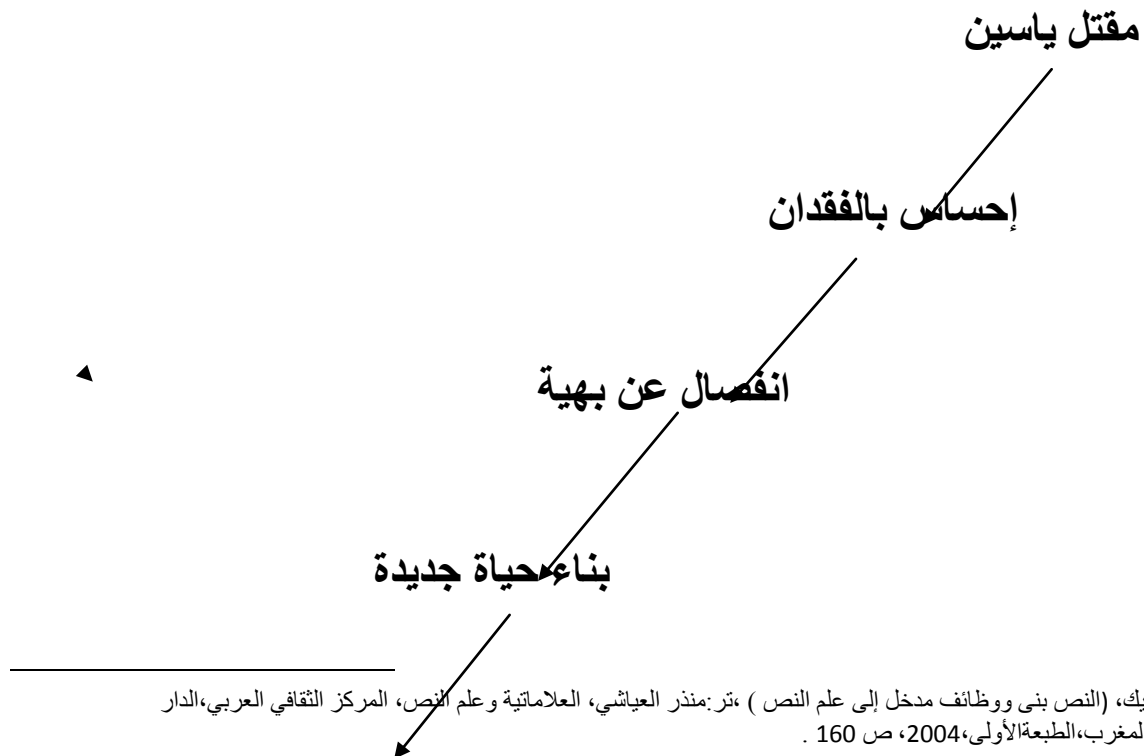 مقتل ياسين
إحساس بالفقدان
انفصال عن بهية
بناء حياة جديدة
يك، (النص بنى ووظائف مدخل إلى علم النص ) ،تر:منذر العياشي، العلاماتية وعلم النص، المركز الثقافي العربي،الدار
لمغرب،الطبعةالأولى،2004، ص 160 .